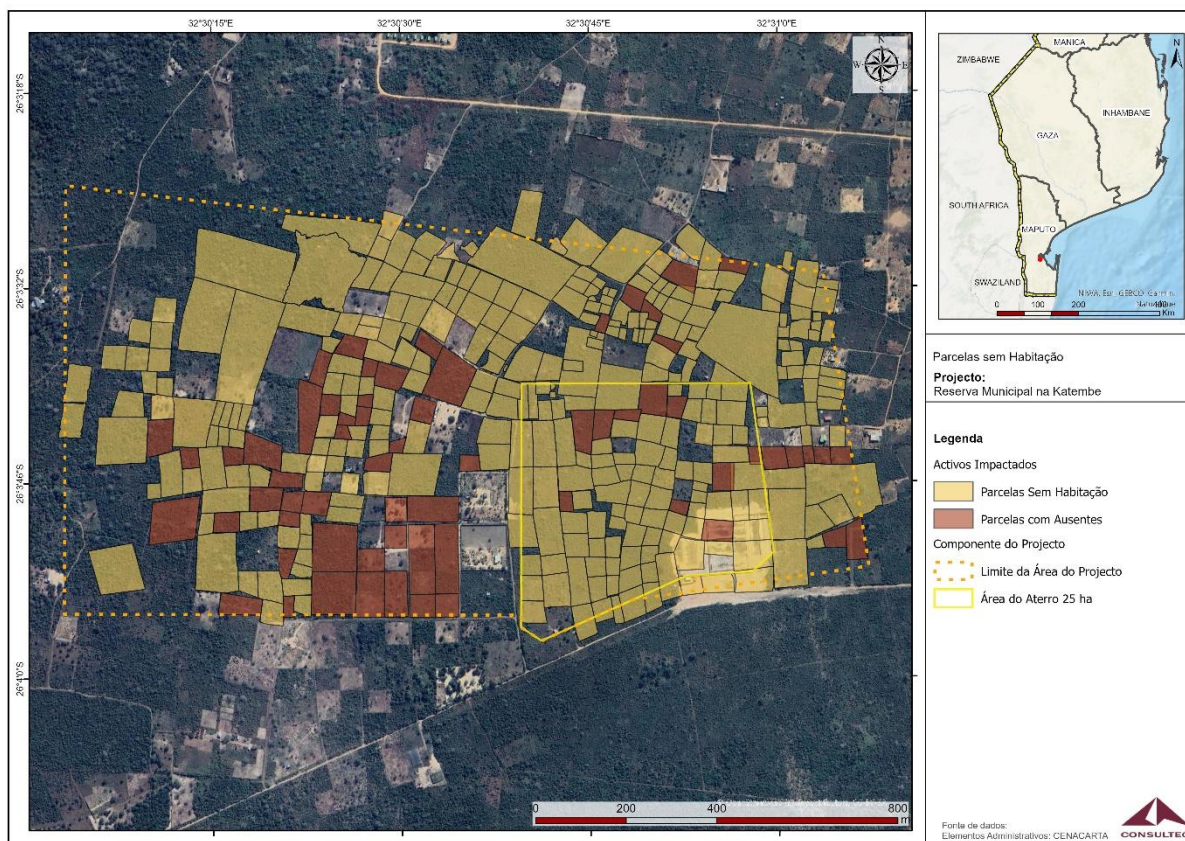 32°30'15"E
32°30'30"E
32°30'45"E
32°31'0"E
26°3'18"S
26°3'32"S
26°3'46"S
26°4'0"S
N
W
E
S
0
200
400
600
800
m
N
MANICA
ZIMBABWE
INHAMBANE
GAZA
SOUTH AFRICA
MAPUTO
SWAZILAND
0 100 200 400
Km
Parcelas sem Habitação
Projecto:
Reserva Municipal na Katembe
Legenda
Activos Impactados
Parcelas Sem Habitação
Parcelas com Ausentes
Componente do Projecto
Limite da Área do Projecto
Área do Aterro 25 ha
Fonte de dados:
Elementos Administrativos: CENACARTA
CONSULTEC